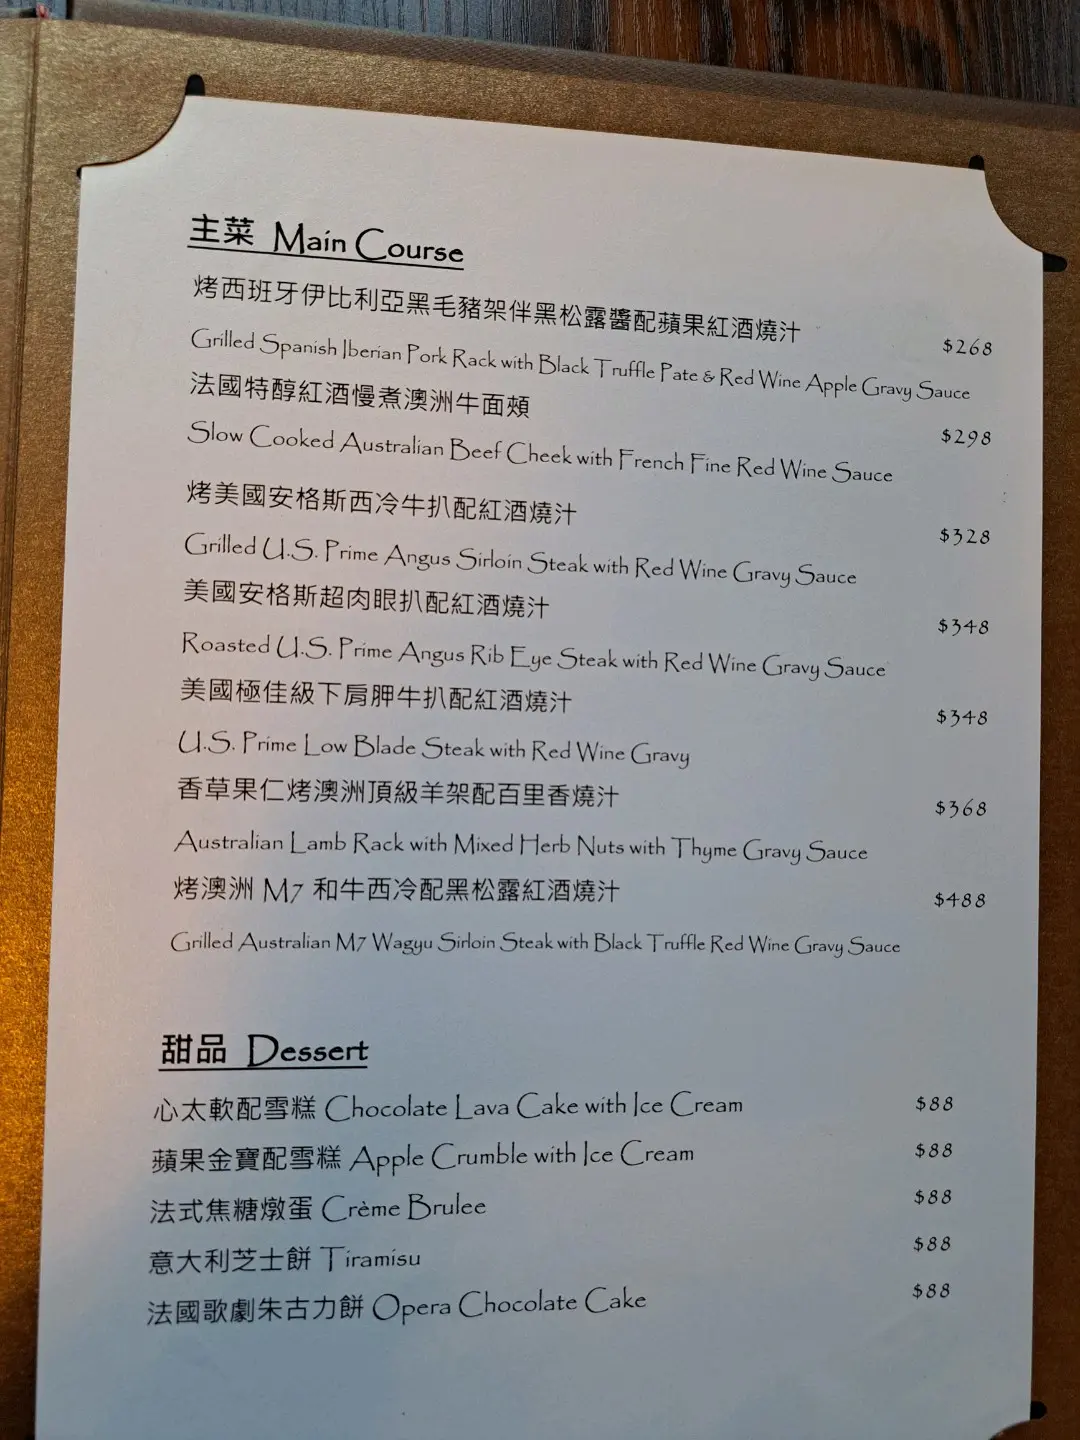 主菜 Main Course
烤西班牙伊比利亞黑毛豬架伴黑松露醬配蘋果紅酒燒汁 $268
Grilled Spanish Iberian Pork Rack with Black Truffle Pate & Red Wine Apple Gravy Sauce
法國特醇紅酒慢煮澳洲牛面頰 $298
Slow Cooked Australian Beef Cheek with French Fine Red Wine Sauce
烤美國安格斯西冷牛扒配紅酒燒汁 $328
Grilled U.S. Prime Angus Sirloin Steak with Red Wine Gravy Sauce
美國安格斯超肉眼扒配紅酒燒汁 $348
Roasted U.S. Prime Angus Rib Eye Steak with Red Wine Gravy Sauce
美國極佳級下肩胛牛扒配紅酒燒汁 $348
U.S. Prime Low Blade Steak with Red Wine Gravy
香草果仁烤澳洲頂級羊架配百里香燒汁 $368
Australian Lamb Rack with Mixed Herb Nuts with Thyme Gravy Sauce
烤澳洲 M7 和牛西冷配黑松露紅酒燒汁 $488
Grilled Australian M7 Wagyu Sirloin Steak with Black Truffle Red Wine Gravy Sauce
甜品 Dessert
心太軟配雪糕 Chocolate Lava Cake with Ice Cream $88
蘋果金寶配雪糕 Apple Crumble with Ice Cream $88
法式焦糖燉蛋 Crème Brulee $88
意大利芝士餅 Tiramisu $88
法國歌劇朱古力餅 Opera Chocolate Cake $88